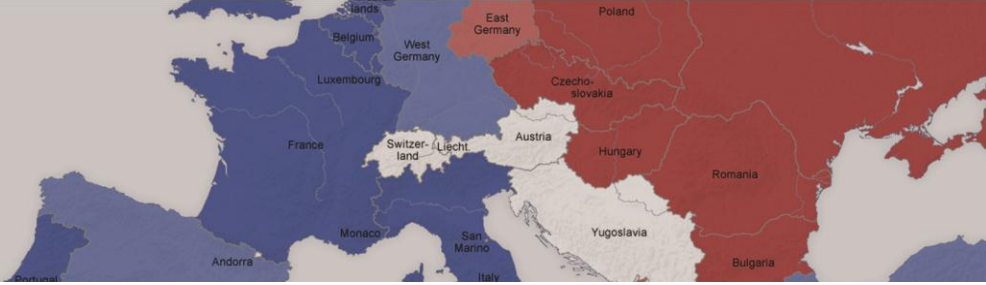 East
Germany
Poland
lands
Belgium
West
Germany
Luxembourg
Czecho-
slovakia
France
Switzer-
land
Liecht.
Austria
Hungary
Romania
Monaco
San
Marino
Yugoslavia
Andorra
Bulgaria
Portugal
Italy